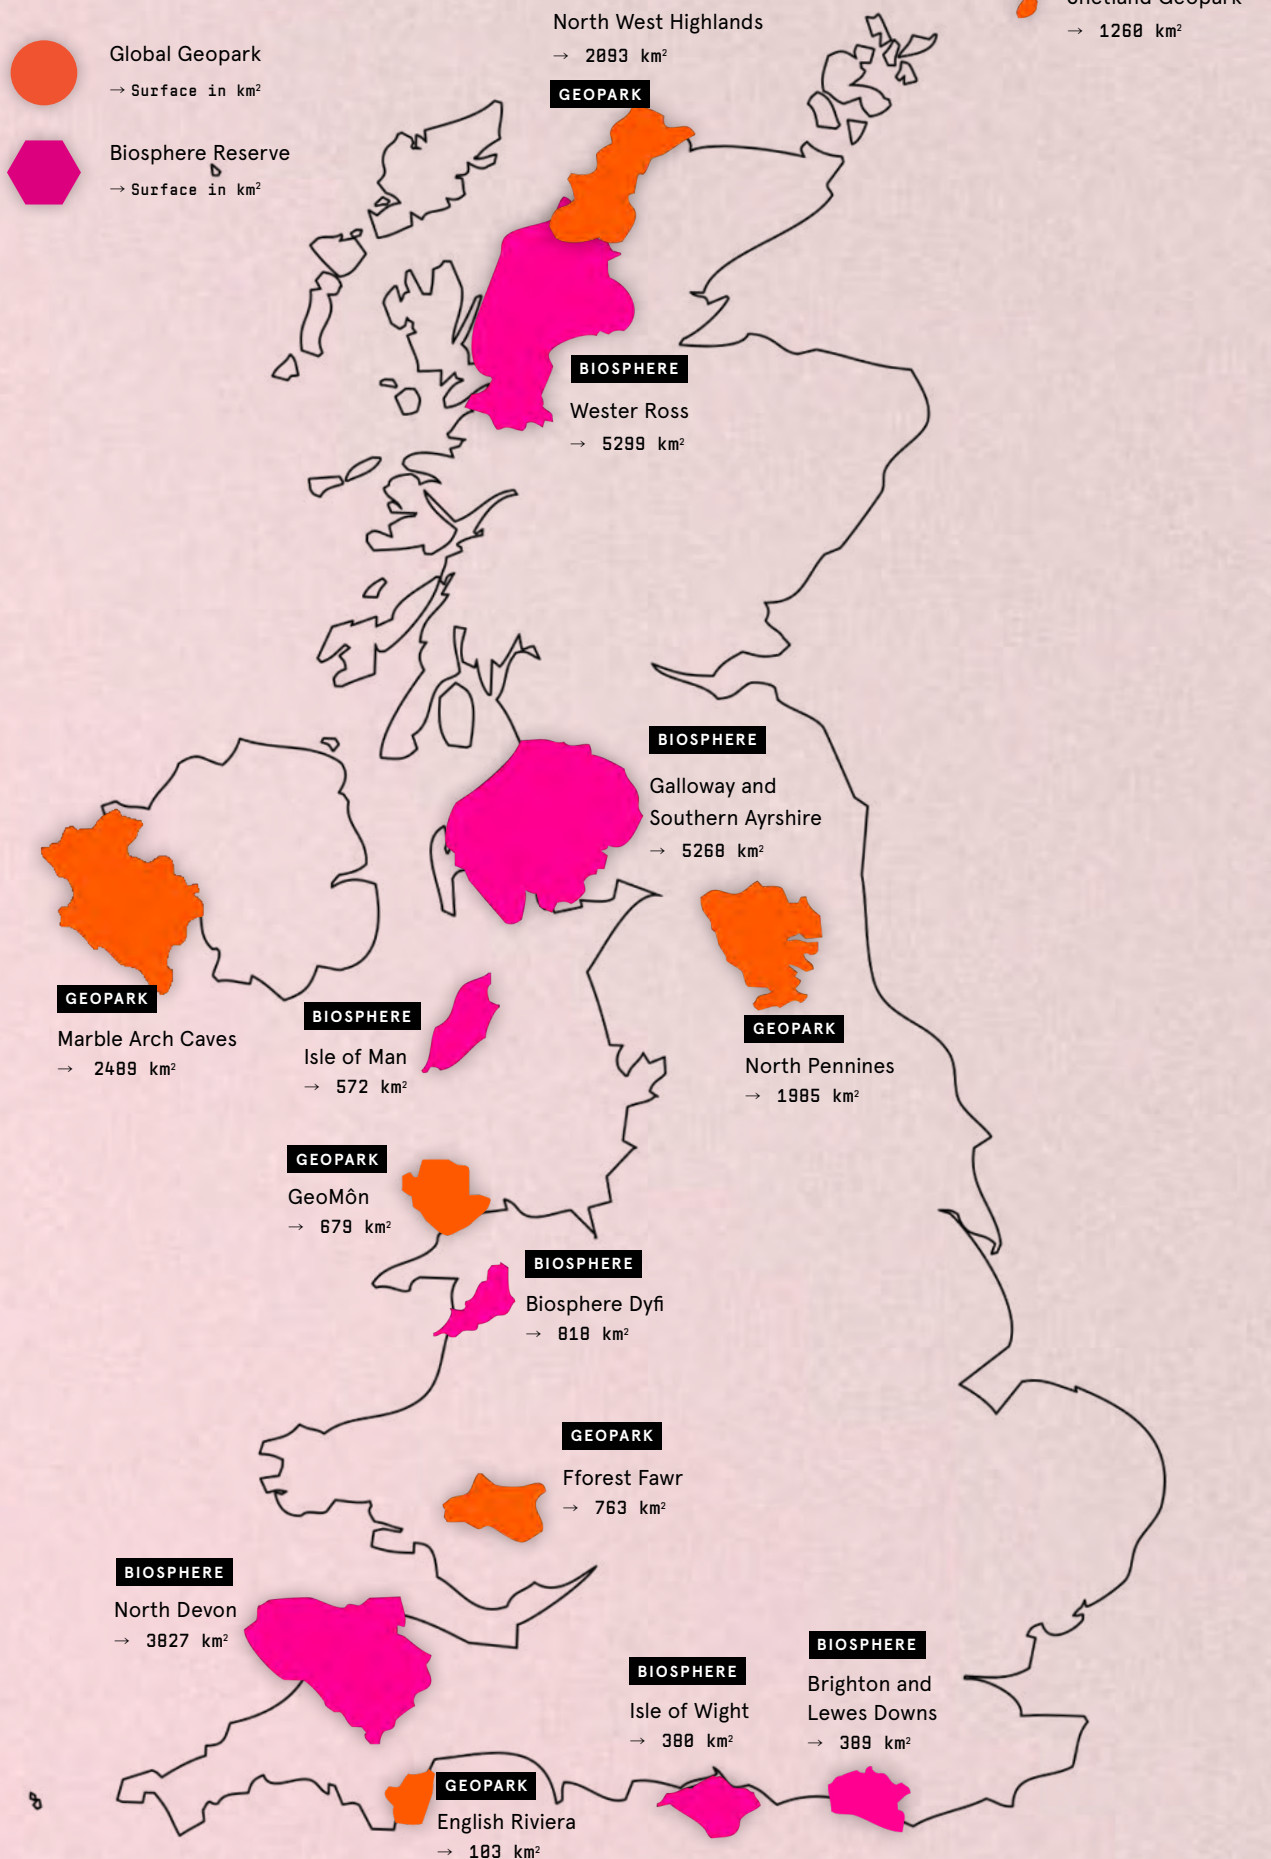 North West Highlands
→ 2093 km²
GEOPARK
Shetland Geopark
→ 1260 km²
Global Geopark
→ Surface in km²
Biosphere Reserve
→ Surface in km²
BIOSPHERE
Wester Ross
→ 5299 km²
BIOSPHERE
Galloway and
Southern Ayrshire
→ 5268 km²
GEOPARK
Marble Arch Caves
→ 2489 km²
BIOSPHERE
Isle of Man
→ 572 km²
GEOPARK
North Pennines
→ 1985 km²
GEOPARK
GeoMôn
→ 679 km²
BIOSPHERE
Biosphere Dyfi
→ 818 km²
GEOPARK
Fforest Fawr
→ 763 km²
BIOSPHERE
North Devon
→ 3827 km²
BIOSPHERE
Isle of Wight
→ 380 km²
BIOSPHERE
Brighton and
Lewes Downs
→ 389 km²
GEOPARK
English Riviera
→ 103 km²